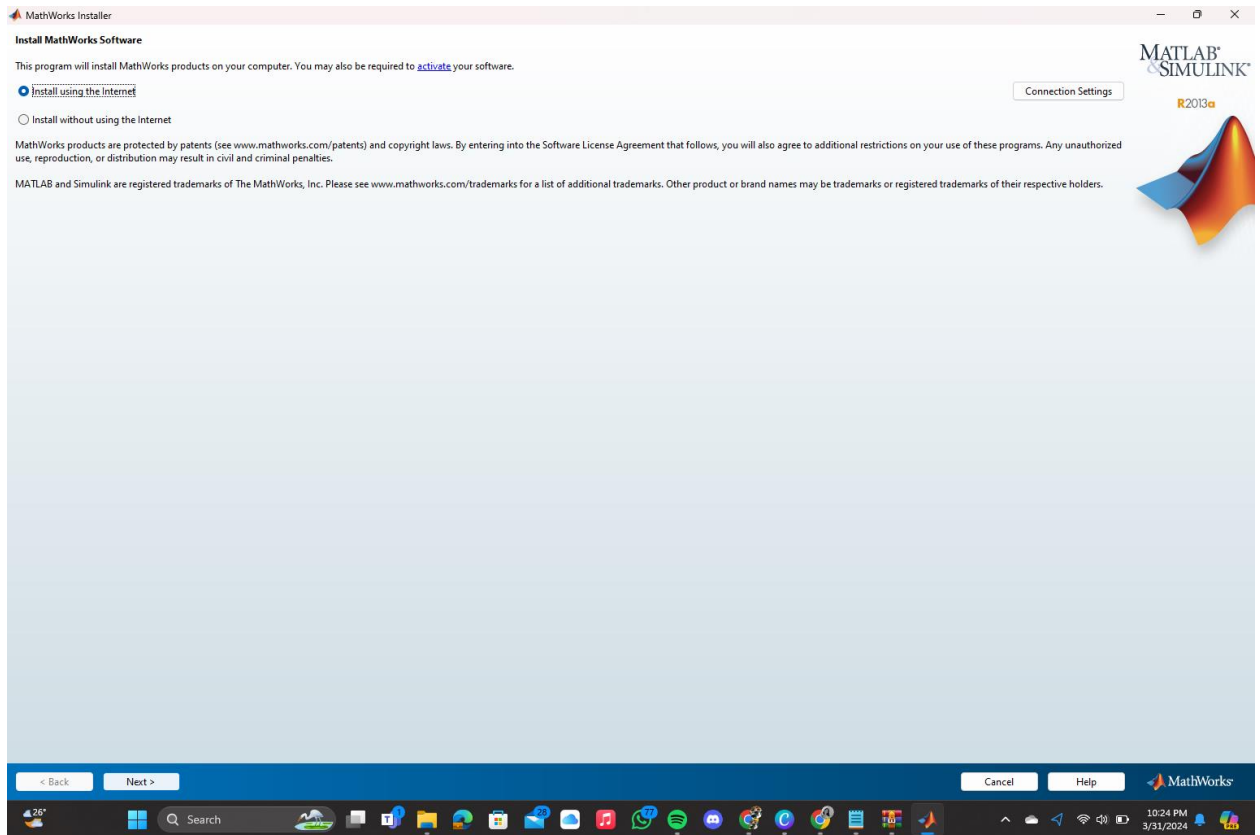 MathWorks Installer
Install MathWorks Software
This program will install MathWorks products on your computer. You may also be required to activate your software.
Install using the Internet
Connection Settings
Install without using the Internet
MathWorks products are protected by patents (see www.mathworks.com/patents) and copyright laws. By entering into the Software License Agreement that follows, you will also agree to additional restrictions on your use of these programs. Any unauthorized
use, reproduction, or distribution may result in civil and criminal penalties.
MATLAB and Simulink are registered trademarks of The MathWorks, Inc. Please see www.mathworks.com/trademarks for a list of additional trademarks. Other product or brand names may be trademarks or registered trademarks of their respective holders.
MATLAB®
&SIMULINK®
R2013a
< Back
Next >
Cancel
Help
MathWorks®
26°
Search
1
28
77
10:24 PM
3/31/2024
PRE